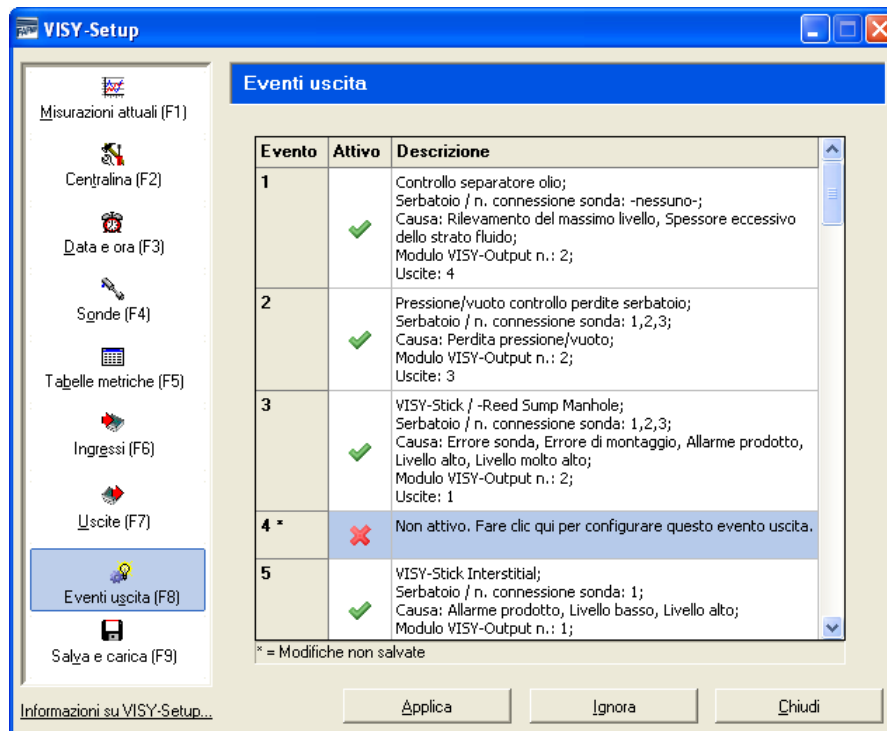 VISY-Setup
Misurazioni attuali (F1)
Centralina (F2)
Data e ora (F3)
Sonde (F4)
Tabelle metriche (F5)
Ingressi (F6)
Uscite (F7)
Eventi uscita (F8)
Salva e carica (F9)
Informazioni su VISY-Setup...
Eventi uscita
Evento Attivo Descrizione
1
Controllo separatore olio;
Serbatoio / n. connessione sonda: -nessuno-;
Causa: Rilevamento del massimo livello, Spessore eccessivo
dello strato fluido;
Modulo VISY-Output n.: 2;
Uscite: 4
2
Pressione/vuoto controllo perdite serbatoio;
Serbatoio / n. connessione sonda: 1,2,3;
Causa: Perdita pressione/vuoto;
Modulo VISY-Output n.: 2;
Uscite: 3
3
VISY-Stick / -Reed Sump Manhole;
Serbatoio / n. connessione sonda: 1,2,3;
Causa: Errore sonda, Errore di montaggio, Allarme prodotto,
Livello alto, Livello molto alto;
Modulo VISY-Output n.: 2;
Uscite: 1
4 *
Non attivo. Fare clic qui per configurare questo evento uscita.
5
VISY-Stick Interstitial;
Serbatoio / n. connessione sonda: 1;
Causa: Allarme prodotto, Livello basso, Livello alto;
Modulo VISY-Output n.: 1;
* = Modifiche non salvate
Applica
Ignora
Chiudi